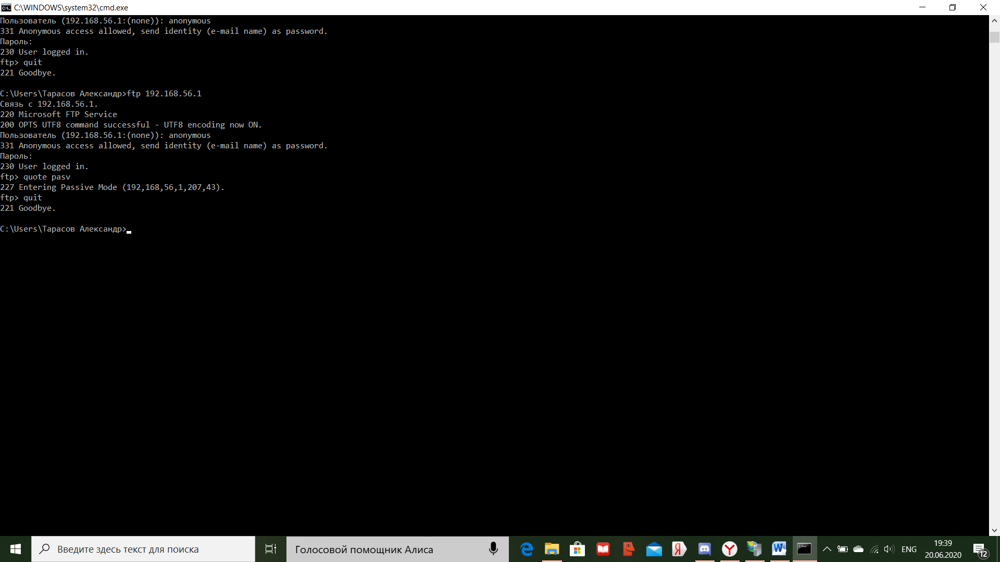 C:\WINDOWS\system32\cmd.exe
Пользователь (192.168.56.1:(none)): anonymous
331 Anonymous access allowed, send identity (e-mail name) as password.
Пароль:
230 User logged in.
ftp> quit
221 Goodbye.
C:\Users\Тарасов Александр>ftp 192.168.56.1
Связь с 192.168.56.1.
220 Microsoft FTP Service
200 OPTS UTF8 command successful - UTF8 encoding now ON.
Пользователь (192.168.56.1:(none)): anonymous
331 Anonymous access allowed, send identity (e-mail name) as password.
Пароль:
230 User logged in.
ftp> quote pasv
227 Entering Passive Mode (192,168,56,1,207,43).
ftp> quit
221 Goodbye.
C:\Users\Тарасов Александр>
Введите здесь текст для поиска
Голосовой помощник Алиса
ENG
19:39
20.06.2020
12